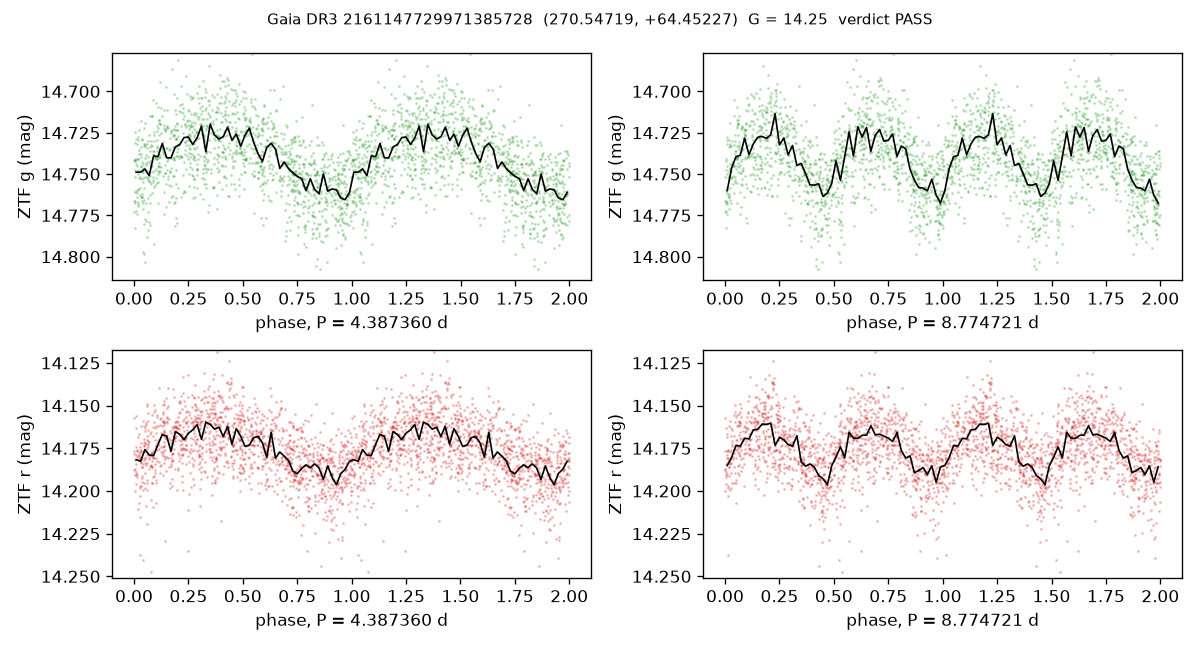 Gaia DR3 2161147729971385728 (270.54719, +64.45227) G = 14.25 verdict PASS
ZTF g (mag)
14.700
14.725
14.750
14.775
14.800
0.00 0.25 0.50 0.75 1.00 1.25 1.50 1.75 2.00
phase, P = 4.387360 d
ZTF g (mag)
14.700
14.725
14.750
14.775
14.800
0.00 0.25 0.50 0.75 1.00 1.25 1.50 1.75 2.00
phase, P = 8.774721 d
ZTF r (mag)
14.125
14.150
14.175
14.200
14.225
14.250
0.00 0.25 0.50 0.75 1.00 1.25 1.50 1.75 2.00
phase, P = 4.387360 d
ZTF r (mag)
14.125
14.150
14.175
14.200
14.225
14.250
0.00 0.25 0.50 0.75 1.00 1.25 1.50 1.75 2.00
phase, P = 8.774721 d